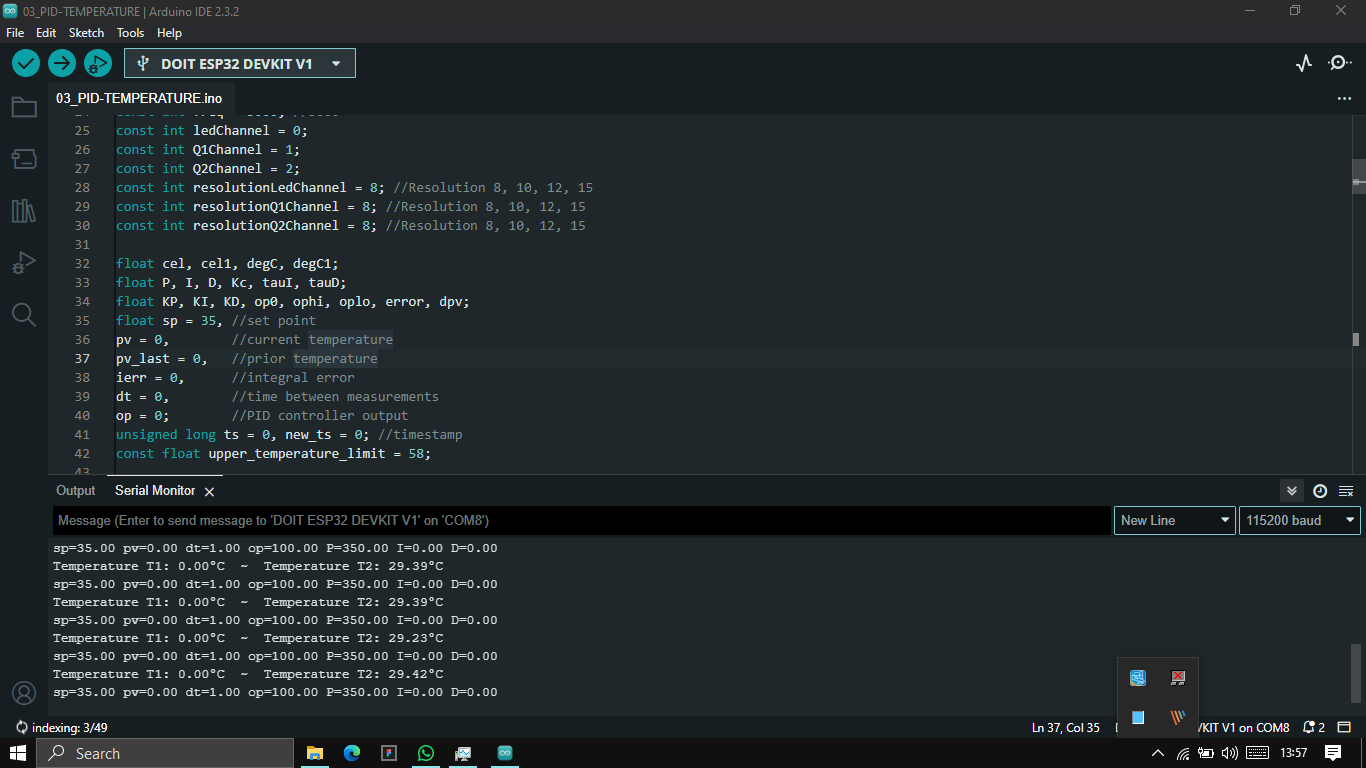 03_PID-TEMPERATURE | Arduino IDE 2.3.2
File Edit Sketch Tools Help
DOIT ESP32 DEVKIT V1
03_PID-TEMPERATURE.ino
25 const int ledChannel = 0;
26 const int Q1Channel = 1;
27 const int Q2Channel = 2;
28 const int resolutionLedChannel = 8; //Resolution 8, 10, 12, 15
29 const int resolutionQ1Channel = 8; //Resolution 8, 10, 12, 15
30 const int resolutionQ2Channel = 8; //Resolution 8, 10, 12, 15
31
32 float cel, cel1, degC, degC1;
33 float P, I, D, Kc, tauI, tauD;
34 float KP, KI, KD, op0, ophi, oplo, error, dpv;
35 float sp = 35, //set point
36 pv = 0, //current temperature
37 pv_last = 0, //prior temperature
38 ierr = 0, //integral error
39 dt = 0, //time between measurements
40 op = 0; //PID controller output
41 unsigned long ts = 0, new_ts = 0; //timestamp
42 const float upper_temperature_limit = 58;
43
Output Serial Monitor
Message (Enter to send message to 'DOIT ESP32 DEVKIT V1' on 'COM8')
New Line
115200 baud
sp=35.00 pv=0.00 dt=1.00 op=100.00 P=350.00 I=0.00 D=0.00
Temperature T1: 0.00°C ~ Temperature T2: 29.39°C
sp=35.00 pv=0.00 dt=1.00 op=100.00 P=350.00 I=0.00 D=0.00
Temperature T1: 0.00°C ~ Temperature T2: 29.39°C
sp=35.00 pv=0.00 dt=1.00 op=100.00 P=350.00 I=0.00 D=0.00
Temperature T1: 0.00°C ~ Temperature T2: 29.23°C
sp=35.00 pv=0.00 dt=1.00 op=100.00 P=350.00 I=0.00 D=0.00
Temperature T1: 0.00°C ~ Temperature T2: 29.42°C
sp=35.00 pv=0.00 dt=1.00 op=100.00 P=350.00 I=0.00 D=0.00
indexing: 3/49
Ln 37, Col 35
/KIT V1 on COM8
2
Search
13:57